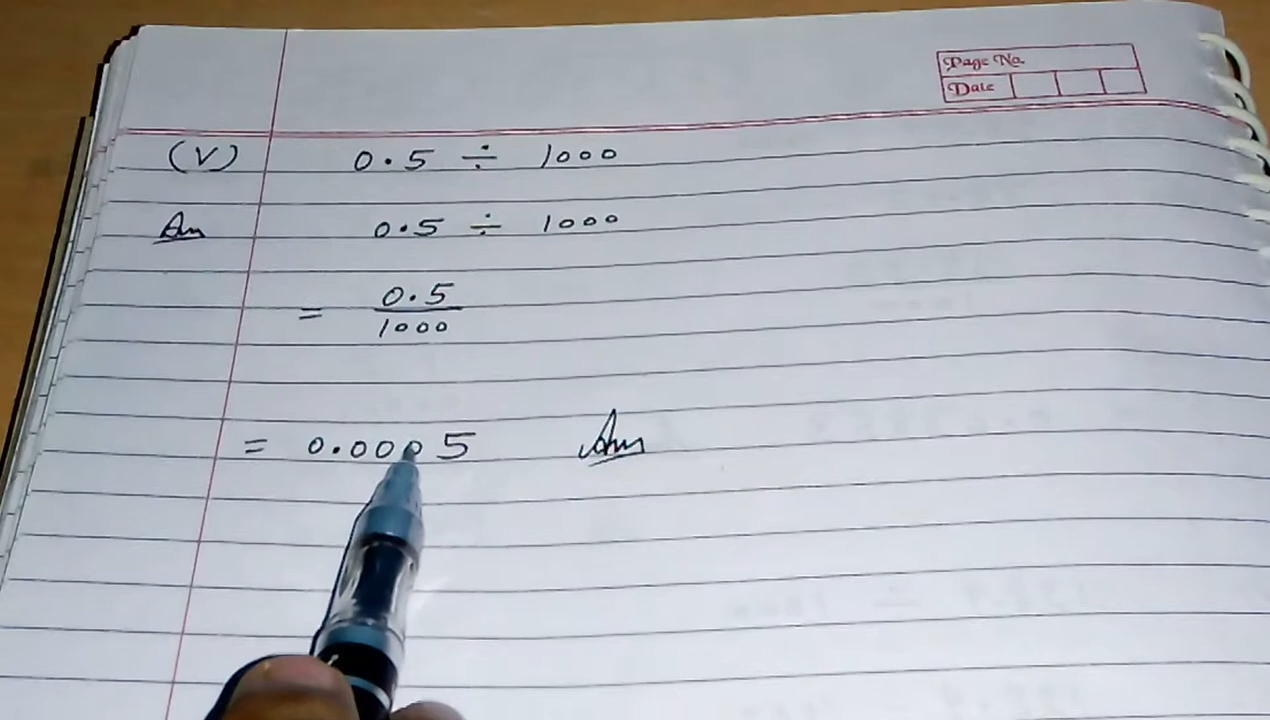 Page No.
Date
(V) 0.5 ÷ 1000
Ans 0.5 ÷ 1000
= 0.5
1000
= 0.0005 Ans